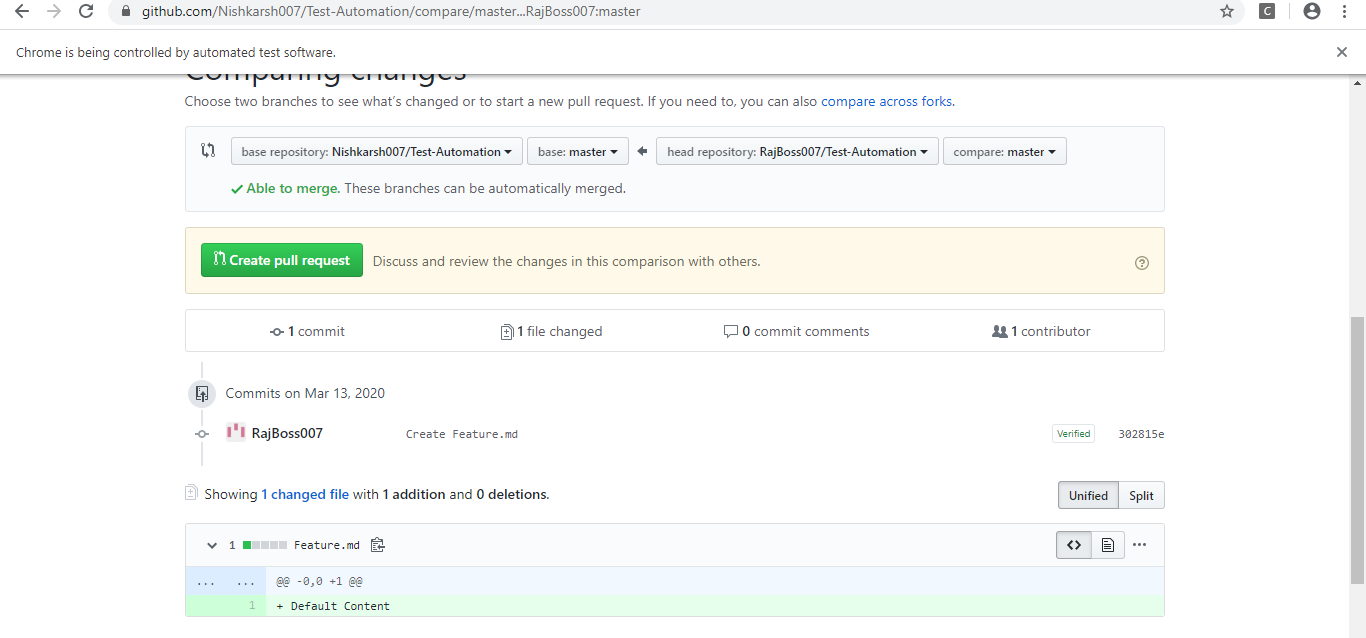 github.com/Nishkarsh007/Test-Automation/compare/master...RajBoss007:master
C
Chrome is being controlled by automated test software.
Comparing changes
Choose two branches to see what's changed or to start a new pull request. If you need to, you can also compare across forks.
base repository: Nishkarsh007/Test-Automation base: master head repository: RajBoss007/Test-Automation compare: master
Able to merge. These branches can be automatically merged.
Create pull request Discuss and review the changes in this comparison with others.
1 commit 1 file changed 0 commit comments 1 contributor
Commits on Mar 13, 2020
RajBoss007 Create Feature.md Verified 302815e
Showing 1 changed file with 1 addition and 0 deletions. Unified Split
1 Feature.md
... ... @@ -0,0 +1 @@
1 + Default Content